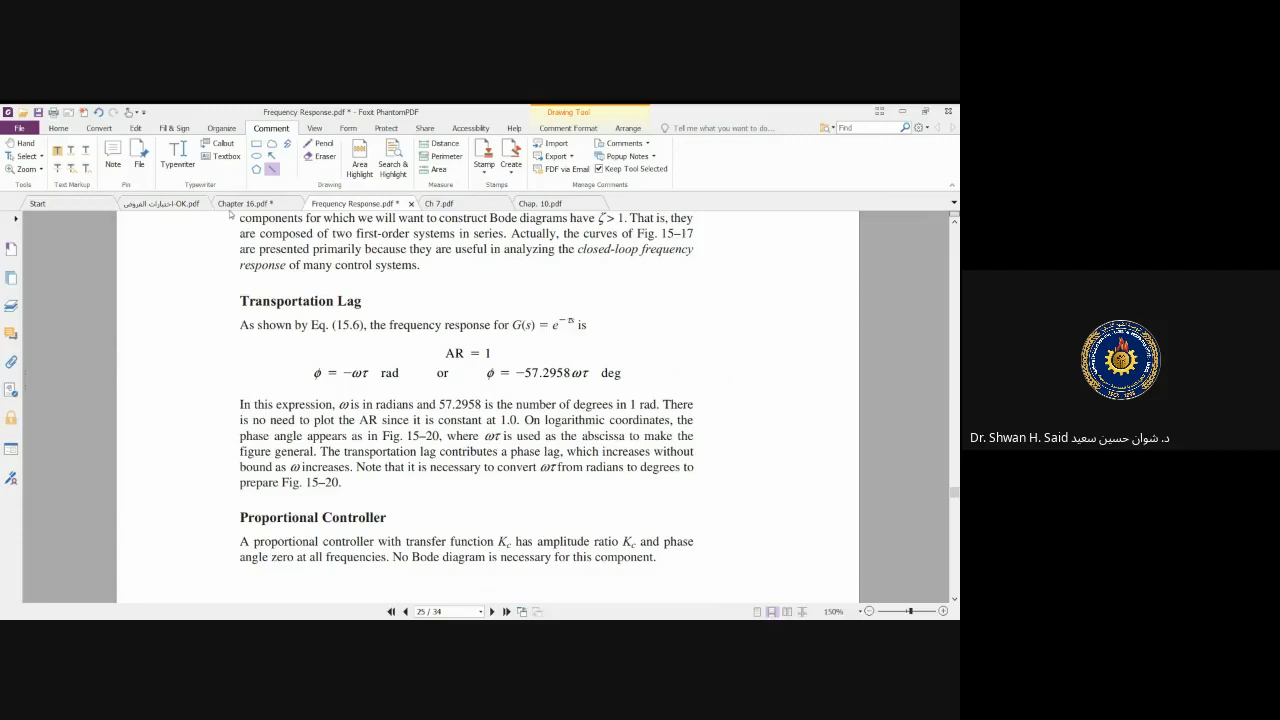 Frequency Response.pdf * - Foxit PhantomPDF
Drawing Tool
File Home Convert Edit Fill & Sign Organize Comment View Form Protect Share Accessibility Help Comment Format Arrange Tell me what you want to do... Find
Hand
Select
Zoom
Tools
Text Markup
Note
File
Pin
Typewriter
Callout
Textbox
Typewriter
Pencil
Eraser
Drawing
Area Highlight
Search & Highlight
Distance
Perimeter
Area
Measure
Stamp
Create
Stamps
Import
Export
FDF via Email
Comments
Popup Notes
Keep Tool Selected
Manage Comments
Start
اختيارات الفروض-OK.pdf
Chapter 16.pdf *
Frequency Response.pdf *
Ch 7.pdf
Chap. 10.pdf
components for which we will want to construct Bode diagrams have ζ > 1. That is, they
are composed of two first-order systems in series. Actually, the curves of Fig. 15–17
are presented primarily because they are useful in analyzing the closed-loop frequency
response of many control systems.
Transportation Lag
As shown by Eq. (15.6), the frequency response for G(s) = e^−τs is
AR = 1
ϕ = −ωτ rad or ϕ = −57.2958ωτ deg
In this expression, ω is in radians and 57.2958 is the number of degrees in 1 rad. There
is no need to plot the AR since it is constant at 1.0. On logarithmic coordinates, the
phase angle appears as in Fig. 15–20, where ωτ is used as the abscissa to make the
figure general. The transportation lag contributes a phase lag, which increases without
bound as ω increases. Note that it is necessary to convert ωτ from radians to degrees to
prepare Fig. 15–20.
Proportional Controller
A proportional controller with transfer function Kc has amplitude ratio Kc and phase
angle zero at all frequencies. No Bode diagram is necessary for this component.
25 / 34
150%
Dr. Shwan H. Said د. شوان حسين سعيد